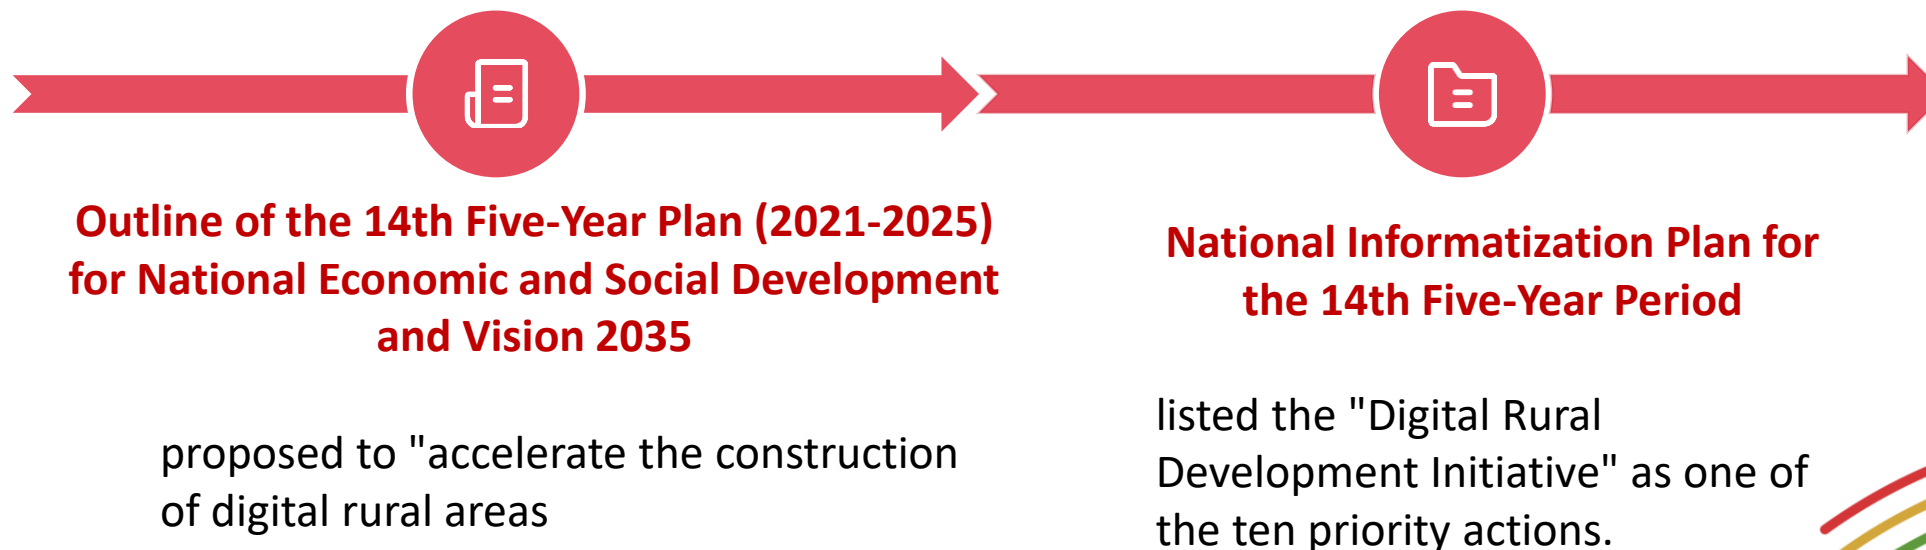 Outline of the 14th Five-Year Plan (2021-2025)
for National Economic and Social Development
and Vision 2035
proposed to "accelerate the construction
of digital rural areas
National Informatization Plan for
the 14th Five-Year Period
listed the "Digital Rural
Development Initiative" as one of
the ten priority actions.